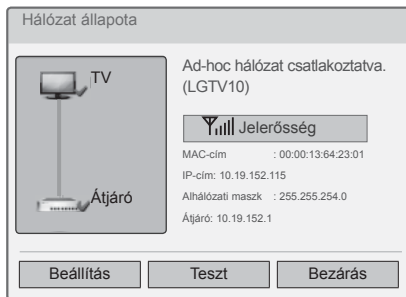 Hálózat állapota
TV
Átjáró
Ad-hoc hálózat csatlakoztatva.
(LGTV10)
Jelerősség
MAC-cím : 00:00:13:64:23:01
IP-cím: 10.19.152.115
Alhálózati maszk : 255.255.254.0
Átjáró: 10.19.152.1
Beállítás
Teszt
Bezárás